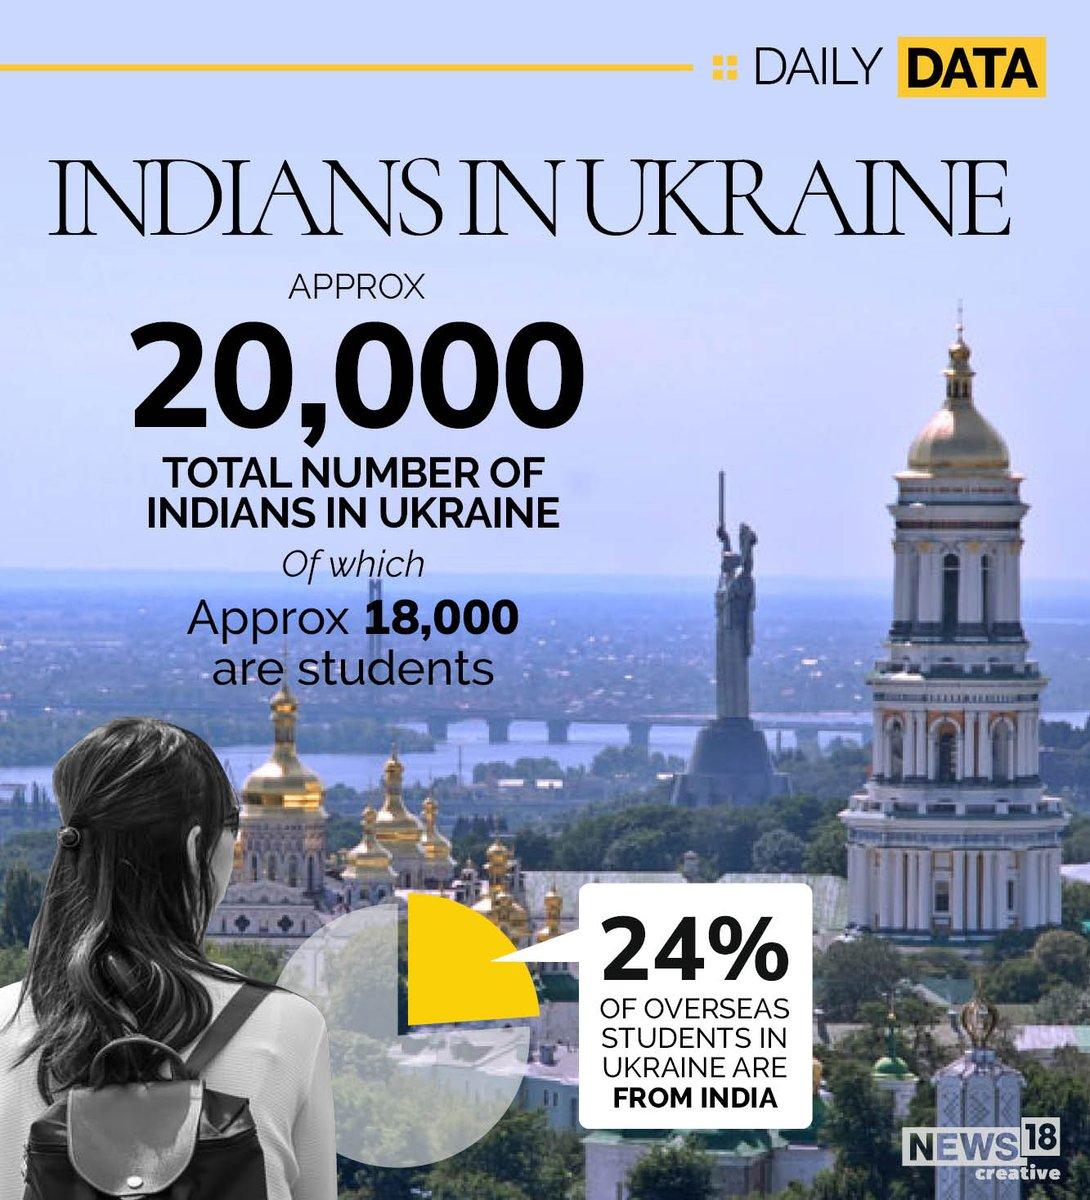 DAILY DATA
INDIANS IN UKRAINE
APPROX
20,000
TOTAL NUMBER OF
INDIANS IN UKRAINE
Of which
Approx 18,000
are students
24%
OF OVERSEAS
STUDENTS IN
UKRAINE ARE
FROM INDIA
NEWS18
creative